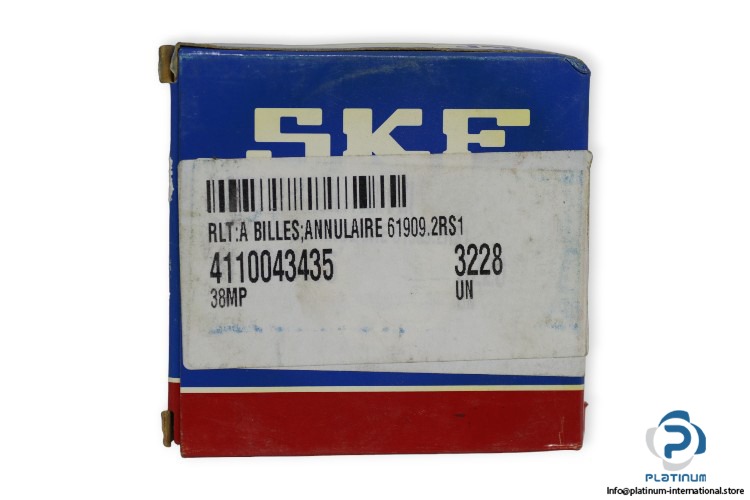 SKF
RLT:A BILLES;ANNULAIRE 61909.2RS1
4110043435 3228
38MP UN
PLATINUM
Info@platinum-international.store